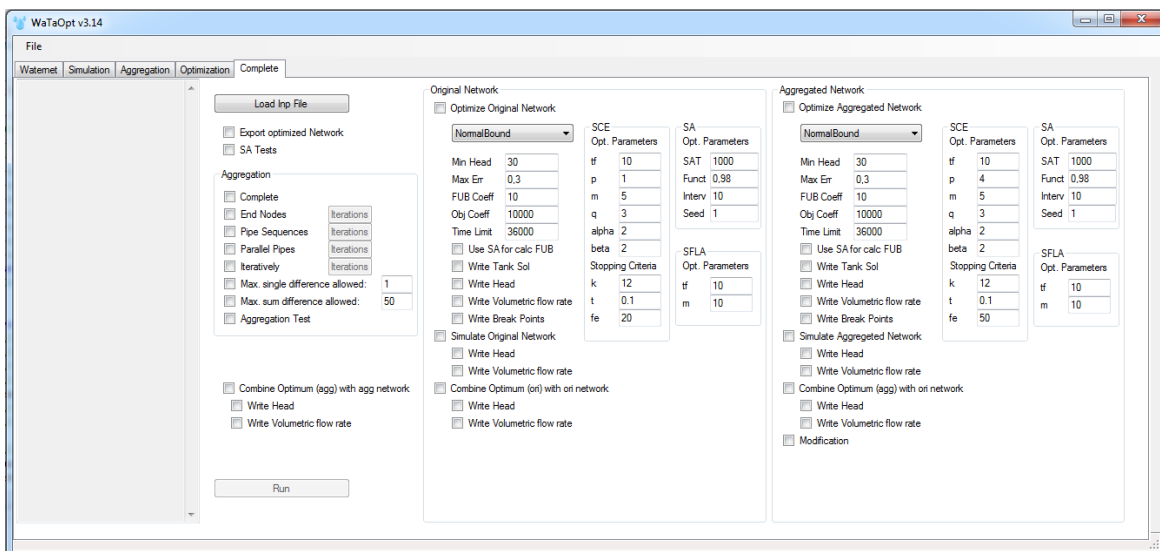 WaTaOpt v3.14
File
Waternet Simulation Aggregation Optimization Complete
Load Inp File
Export optimized Network
SA Tests
Aggregation
Complete
End Nodes Iterations
Pipe Sequences Iterations
Parallel Pipes Iterations
Iteratively Iterations
Max. single difference allowed: 1
Max. sum difference allowed: 50
Aggregation Test
Combine Optimum (agg) with agg network
Write Head
Write Volumetric flow rate
Run
Original Network
Optimize Original Network
NormalBound
Min Head 30
Max Err 0,3
FUB Coeff 10
Obj Coeff 10000
Time Limit 36000
Use SA for calc FUB
Write Tank Sol
Write Head
Write Volumetric flow rate
Write Break Points
Simulate Original Network
Write Head
Write Volumetric flow rate
Combine Optimum (ori) with ori network
Write Head
Write Volumetric flow rate
SCE
Opt. Parameters
tf 10
p 1
m 5
q 3
alpha 2
beta 2
Stopping Criteria
k 12
t 0.1
fe 20
SA
Opt. Parameters
SAT 1000
Funct 0,98
Interv 10
Seed 1
SFLA
Opt. Parameters
tf 10
m 10
Aggregated Network
Optimize Aggregated Network
NormalBound
Min Head 30
Max Err 0,3
FUB Coeff 10
Obj Coeff 10000
Time Limit 36000
Use SA for calc FUB
Write Tank Sol
Write Head
Write Volumetric flow rate
Write Break Points
Simulate Aggregated Network
Write Head
Write Volumetric flow rate
Combine Optimum (agg) with ori network
Write Head
Write Volumetric flow rate
Modification
SCE
Opt. Parameters
tf 10
p 4
m 5
q 3
alpha 2
beta 2
Stopping Criteria
k 12
t 0.1
fe 50
SA
Opt. Parameters
SAT 1000
Funct 0,98
Interv 10
Seed 1
SFLA
Opt. Parameters
tf 10
m 10